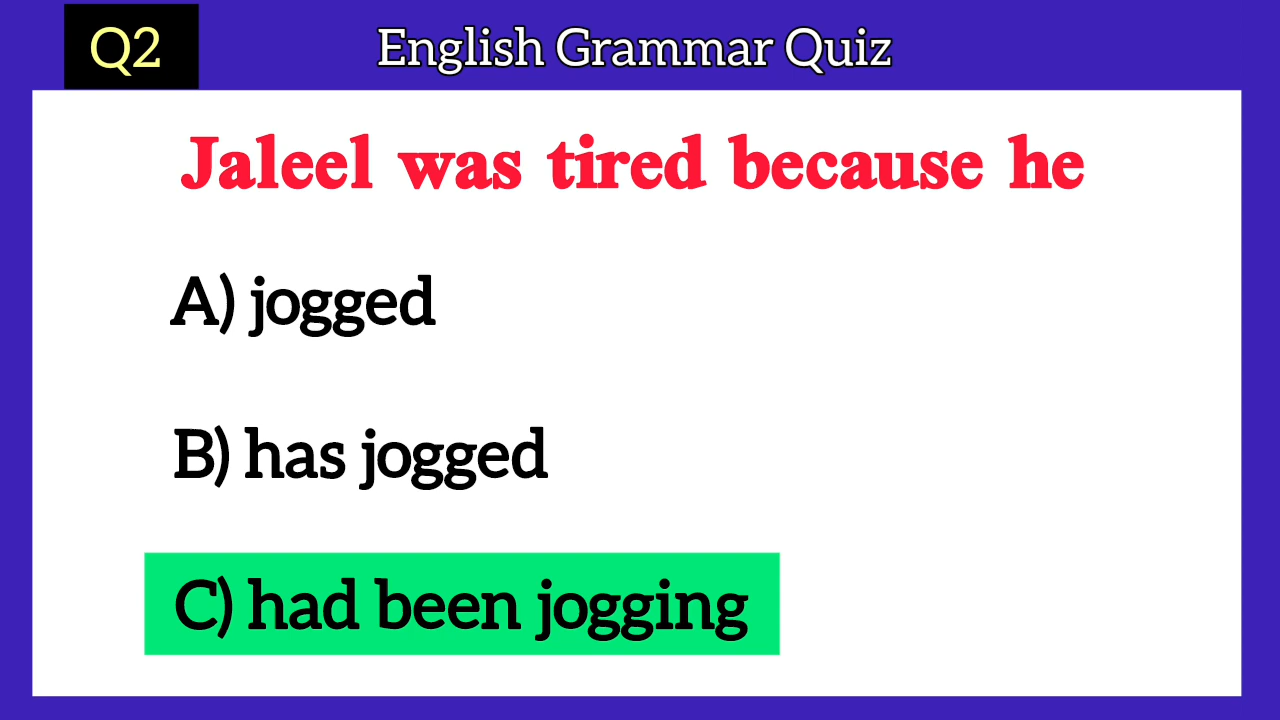 Q2
English Grammar Quiz
Jaleel was tired because he
A) jogged
B) has jogged
C) had been jogging